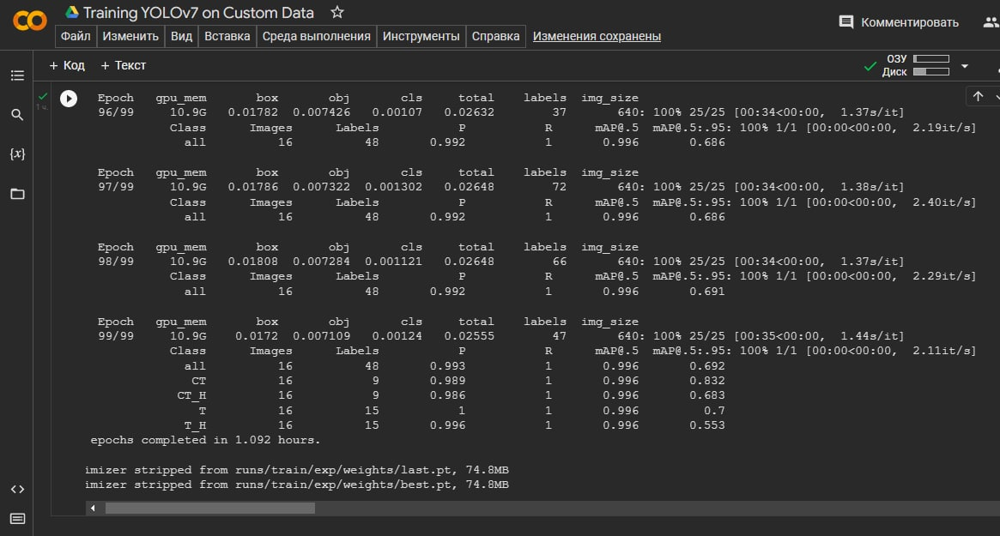 Training YOLOv7 on Custom Data
Комментировать
Файл Изменить Вид Вставка Среда выполнения Инструменты Справка Изменения сохранены
+ Код + Текст
ОЗУ
Диск
1 ч.
Epoch gpu_mem box obj cls total labels img_size
96/99 10.9G 0.01782 0.007426 0.00107 0.02632 37 640: 100% 25/25 [00:34<00:00, 1.37s/it]
Class Images Labels P R mAP@.5 mAP@.5:.95: 100% 1/1 [00:00<00:00, 2.19it/s]
all 16 48 0.992 1 0.996 0.686
Epoch gpu_mem box obj cls total labels img_size
97/99 10.9G 0.01786 0.007322 0.001302 0.02648 72 640: 100% 25/25 [00:34<00:00, 1.38s/it]
Class Images Labels P R mAP@.5 mAP@.5:.95: 100% 1/1 [00:00<00:00, 2.40it/s]
all 16 48 0.992 1 0.996 0.686
Epoch gpu_mem box obj cls total labels img_size
98/99 10.9G 0.01808 0.007284 0.001121 0.02648 66 640: 100% 25/25 [00:34<00:00, 1.37s/it]
Class Images Labels P R mAP@.5 mAP@.5:.95: 100% 1/1 [00:00<00:00, 2.29it/s]
all 16 48 0.992 1 0.996 0.691
Epoch gpu_mem box obj cls total labels img_size
99/99 10.9G 0.0172 0.007109 0.00124 0.02555 47 640: 100% 25/25 [00:35<00:00, 1.44s/it]
Class Images Labels P R mAP@.5 mAP@.5:.95: 100% 1/1 [00:00<00:00, 2.11it/s]
all 16 48 0.993 1 0.996 0.692
CT 16 9 0.989 1 0.996 0.832
CT_H 16 9 0.986 1 0.996 0.683
T 16 15 1 1 0.996 0.7
T_H 16 15 0.996 1 0.996 0.553
epochs completed in 1.092 hours.
imizer stripped from runs/train/exp/weights/last.pt, 74.8MB
imizer stripped from runs/train/exp/weights/best.pt, 74.8MB